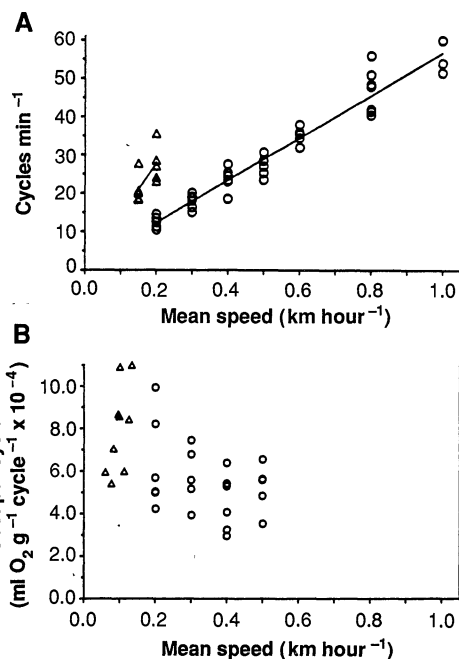 A
Cycles min⁻¹
60
50
40
30
20
10
0
0.0 0.2 0.4 0.6 0.8 1.0
Mean speed (km hour⁻¹)
B
(ml O₂ g⁻¹ cycle⁻¹ x 10⁻⁴)
10.0
8.0
6.0
4.0
2.0
0.0
0.0 0.2 0.4 0.6 0.8 1.0
Mean speed (km hour⁻¹)